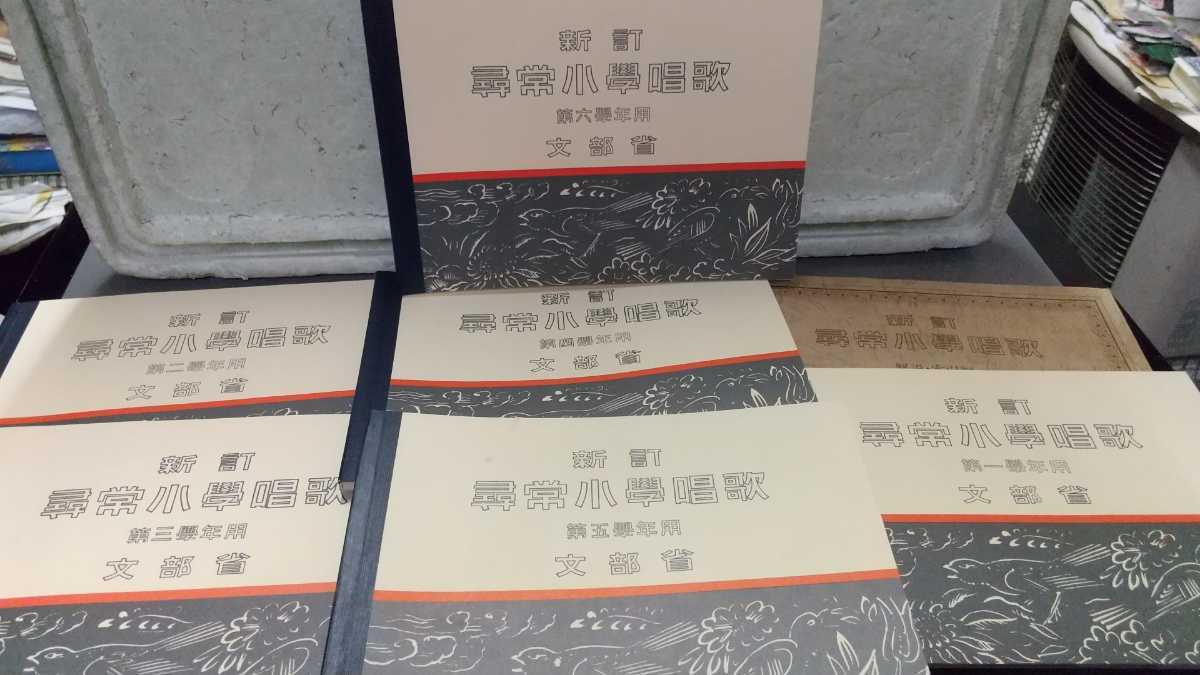 新訂
尋常小學唱歌
第六學年用
文部省
新訂
尋常小學唱歌
第二學年用
文部省
新訂
尋常小學唱歌
第四學年用
文部省
新訂
尋常小學唱歌
新訂
尋常小學唱歌
第三學年用
文部省
新訂
尋常小學唱歌
第五學年用
文部省
新訂
尋常小學唱歌
第一學年用
文部省